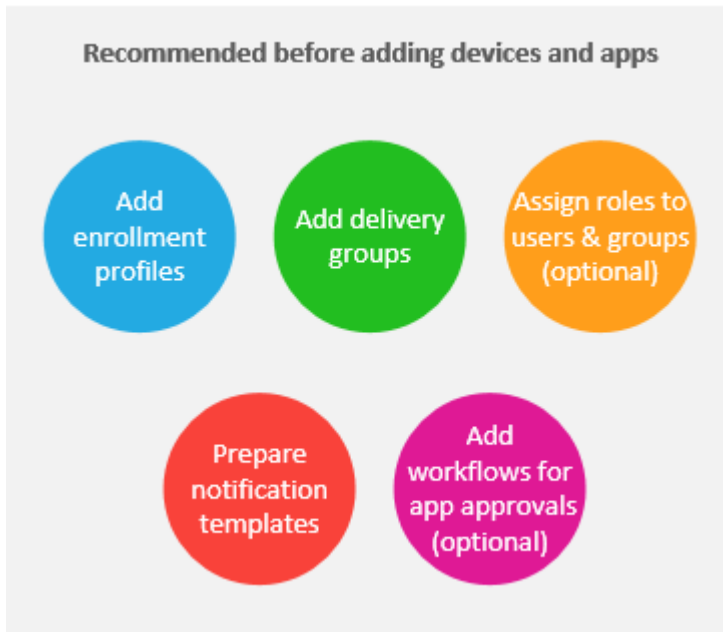 Recommended before adding devices and apps
Add
enrollment
profiles
Add delivery
groups
Assign roles to
users & groups
(optional)
Prepare
notification
templates
Add
workflows for
app approvals
(optional)